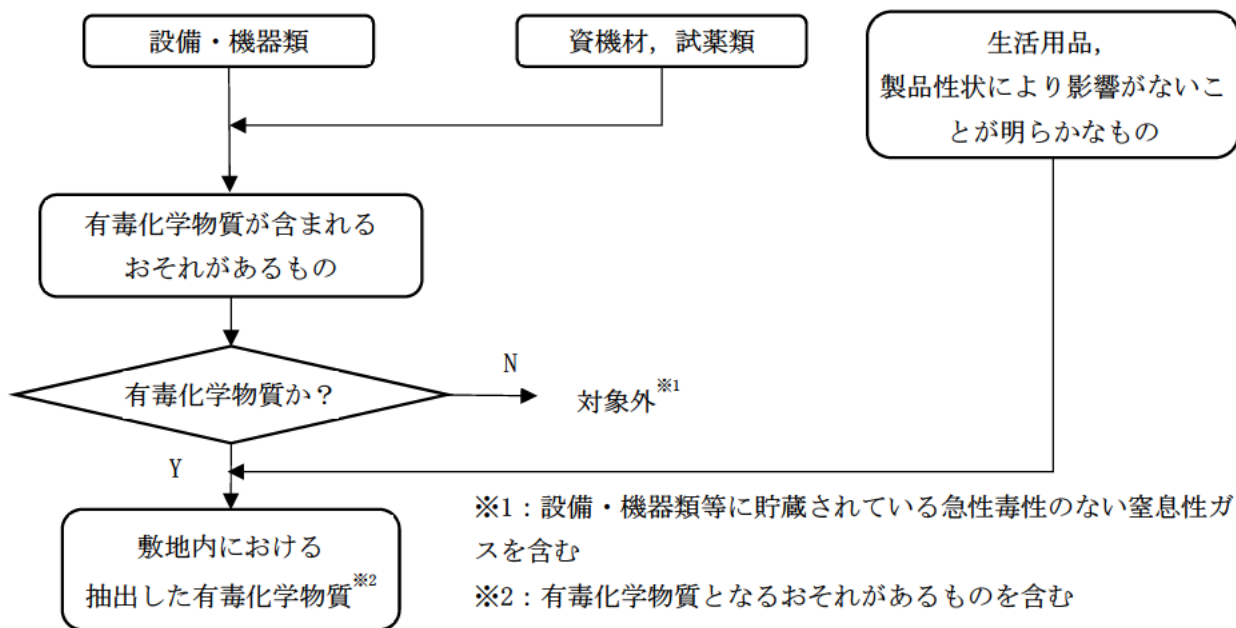 設備・機器類
資機材，試薬類
生活用品，
製品性状により影響がないこ
とが明らかなもの
有毒化学物質が含まれる
おそれがあるもの
有毒化学物質か？
N
対象外※1
Y
敷地内における
抽出した有毒化学物質※2
※1：設備・機器類等に貯蔵されている急性毒性のない窒息性ガ
スを含む
※2：有毒化学物質となるおそれがあるものを含む